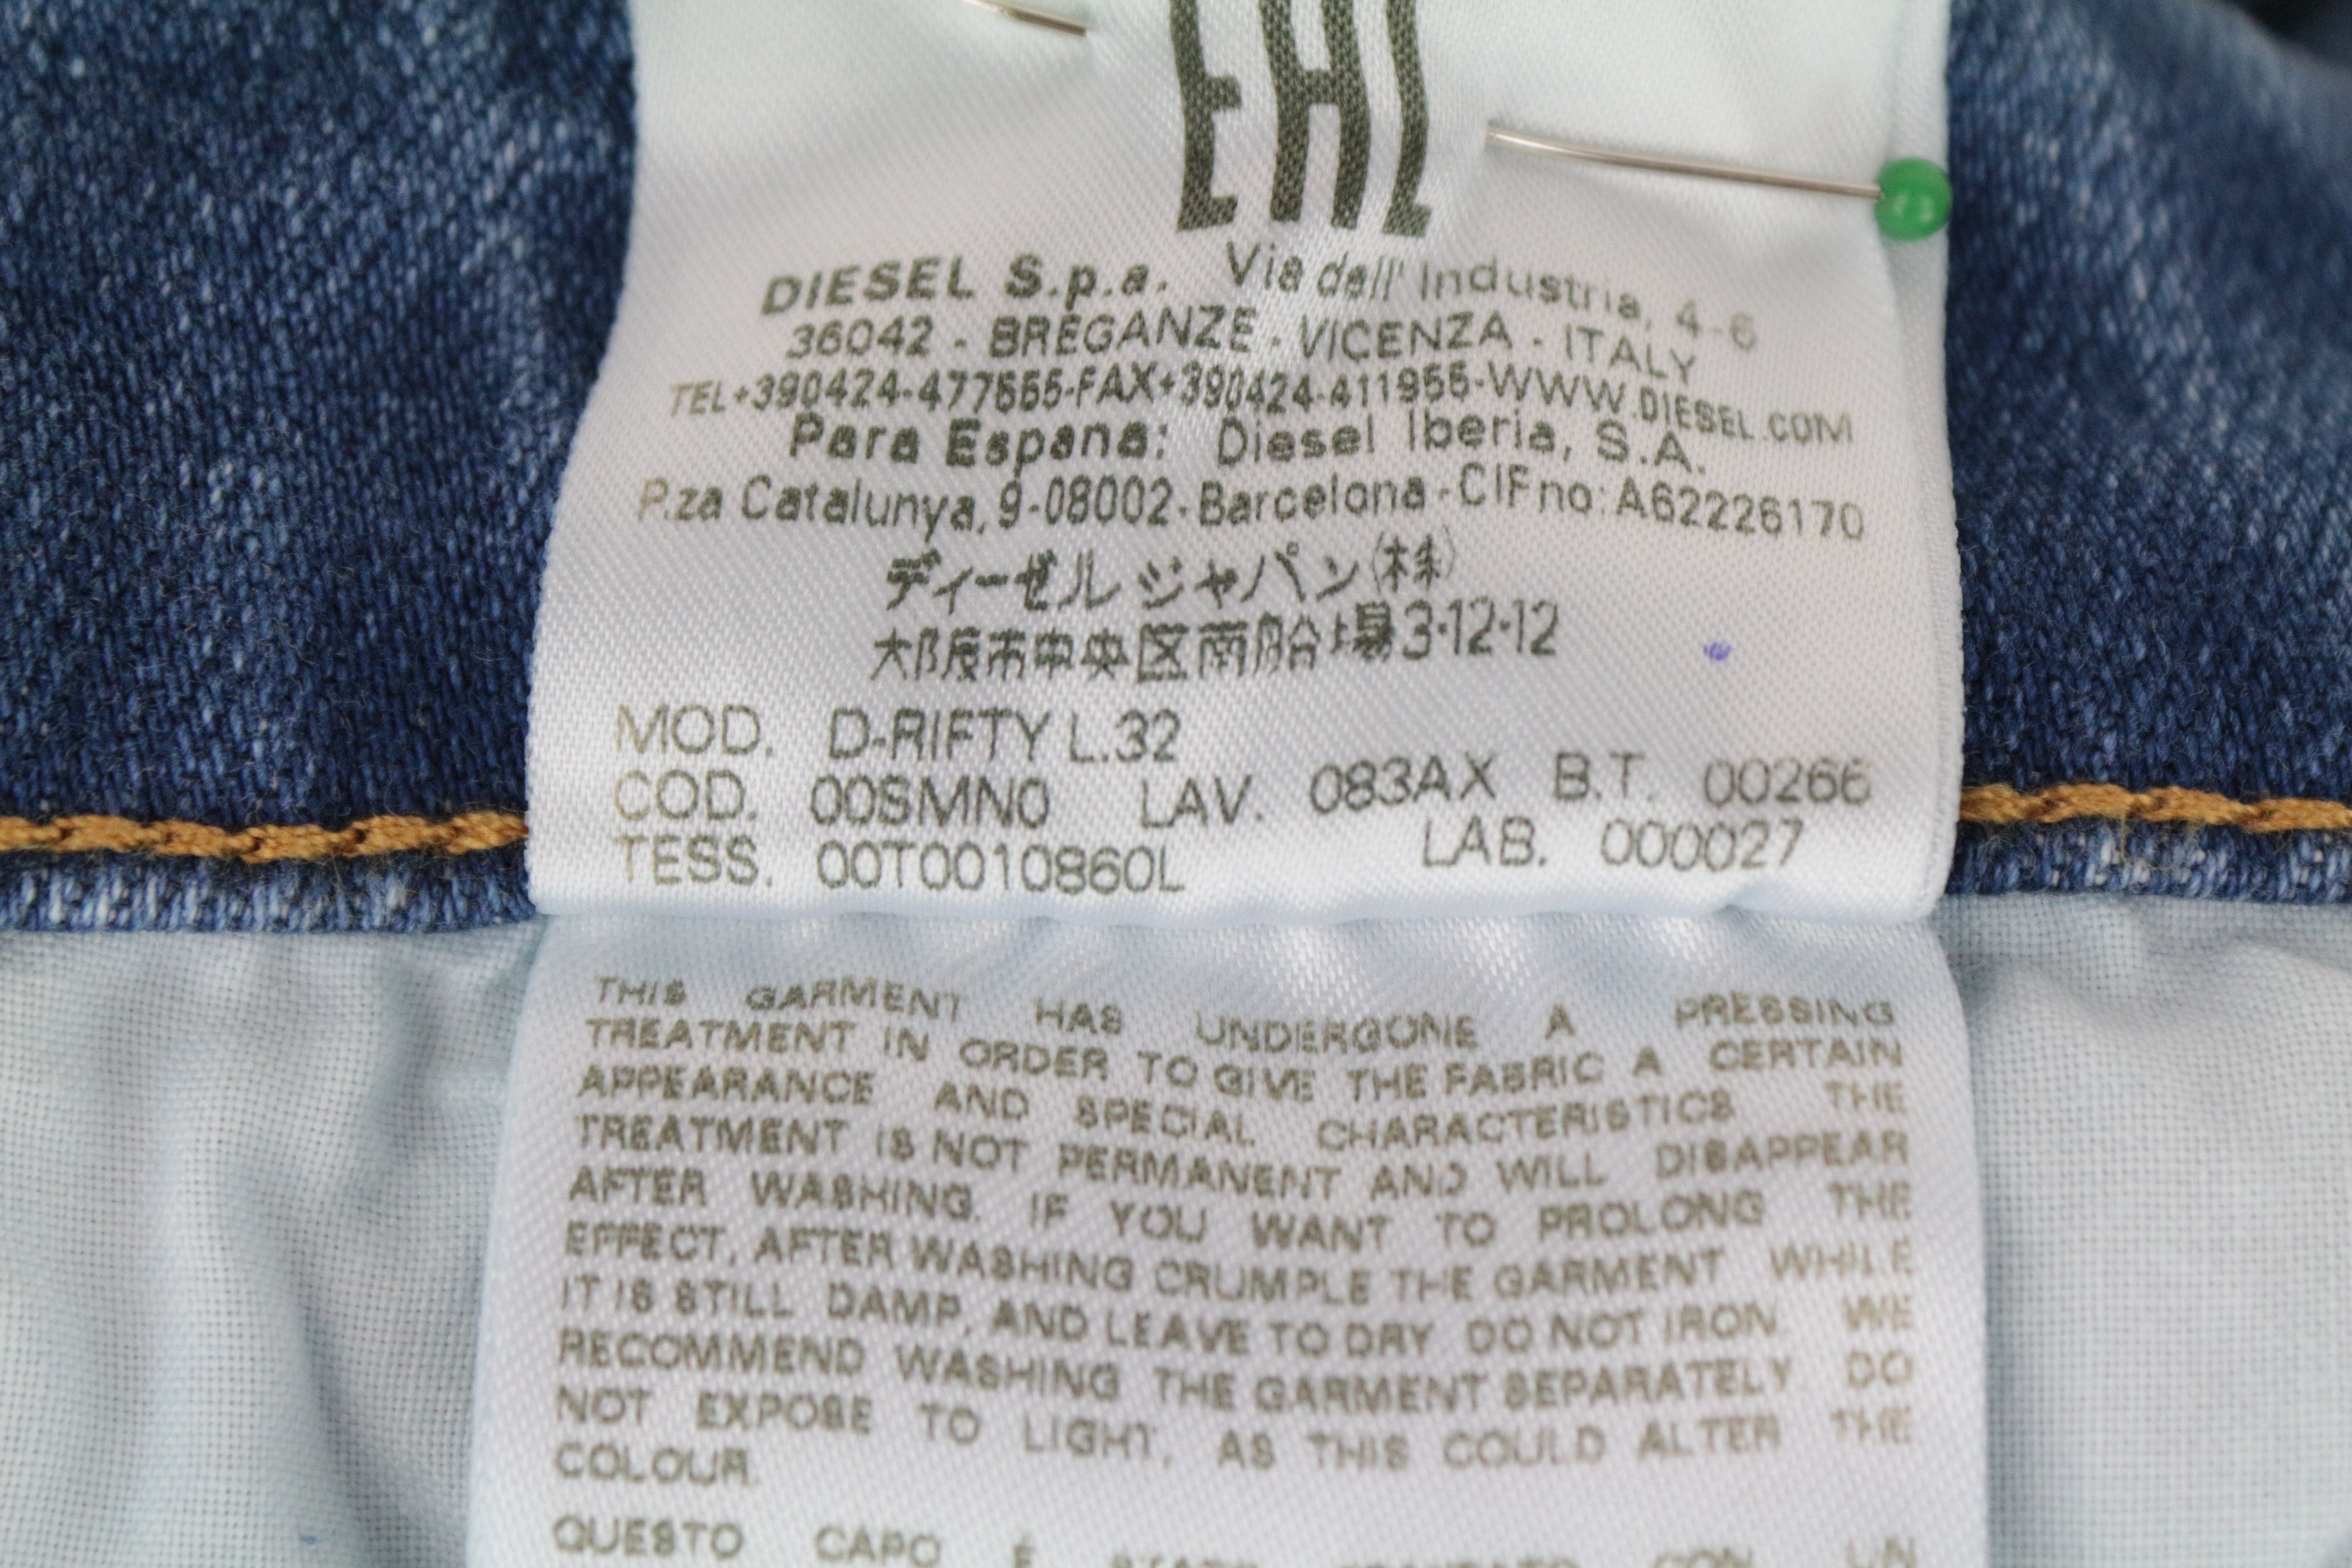 EAC
DIESEL S.p.a. Via dell' Industria, 4-6
36042 - BREGANZE - VICENZA - ITALY
TEL+390424-477555-FAX+390424-411955-WWW.DIESEL.COM
Para Espana: Diesel Iberia, S.A.
P.za Catalunya, 9-08002-Barcelona-CIF no: A62226170
ディーゼル ジャパン(株)
大阪市中央区南船場3-12-12
MOD. D-RIFTY L.32
COD. 00SMN0 LAV. 083AX B.T. 00266
TESS. 00T0010860L LAB. 000027
THIS GARMENT HAS UNDERGONE A PRESSING
TREATMENT IN ORDER TO GIVE THE FABRIC A CERTAIN
APPEARANCE AND SPECIAL CHARACTERISTICS THE
TREATMENT IS NOT PERMANENT AND WILL DISAPPEAR
AFTER WASHING. IF YOU WANT TO PROLONG THE
EFFECT, AFTER WASHING CRUMPLE THE GARMENT WHILE
IT IS STILL DAMP, AND LEAVE TO DRY DO NOT IRON. WE
RECOMMEND WASHING THE GARMENT SEPARATELY DO
NOT EXPOSE TO LIGHT, AS THIS COULD ALTER THE
COLOUR.
QUESTO CAPO È CON UN